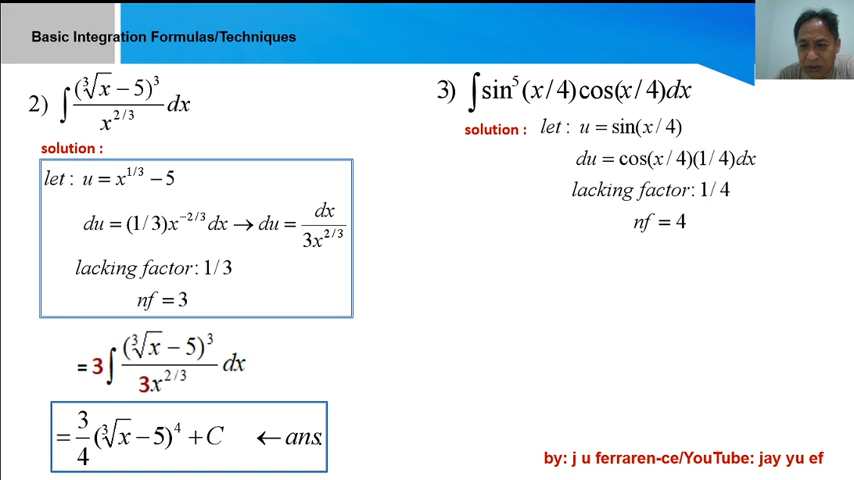 Basic Integration Formulas/Techniques
2) ∫ (∛x − 5)³ / x^{2/3} dx
solution :
let : u = x^{1/3} − 5
du = (1/3)x^{−2/3} dx → du = dx / 3x^{2/3}
lacking factor : 1/3
nf = 3
= 3∫ (∛x − 5)³ / 3x^{2/3} dx
= 3/4 (∛x − 5)⁴ + C ← ans.
3) ∫ sin⁵(x/4)cos(x/4)dx
solution : let : u = sin(x/4)
du = cos(x/4)(1/4)dx
lacking factor : 1/4
nf = 4
by: j u ferraren-ce/YouTube: jay yu ef